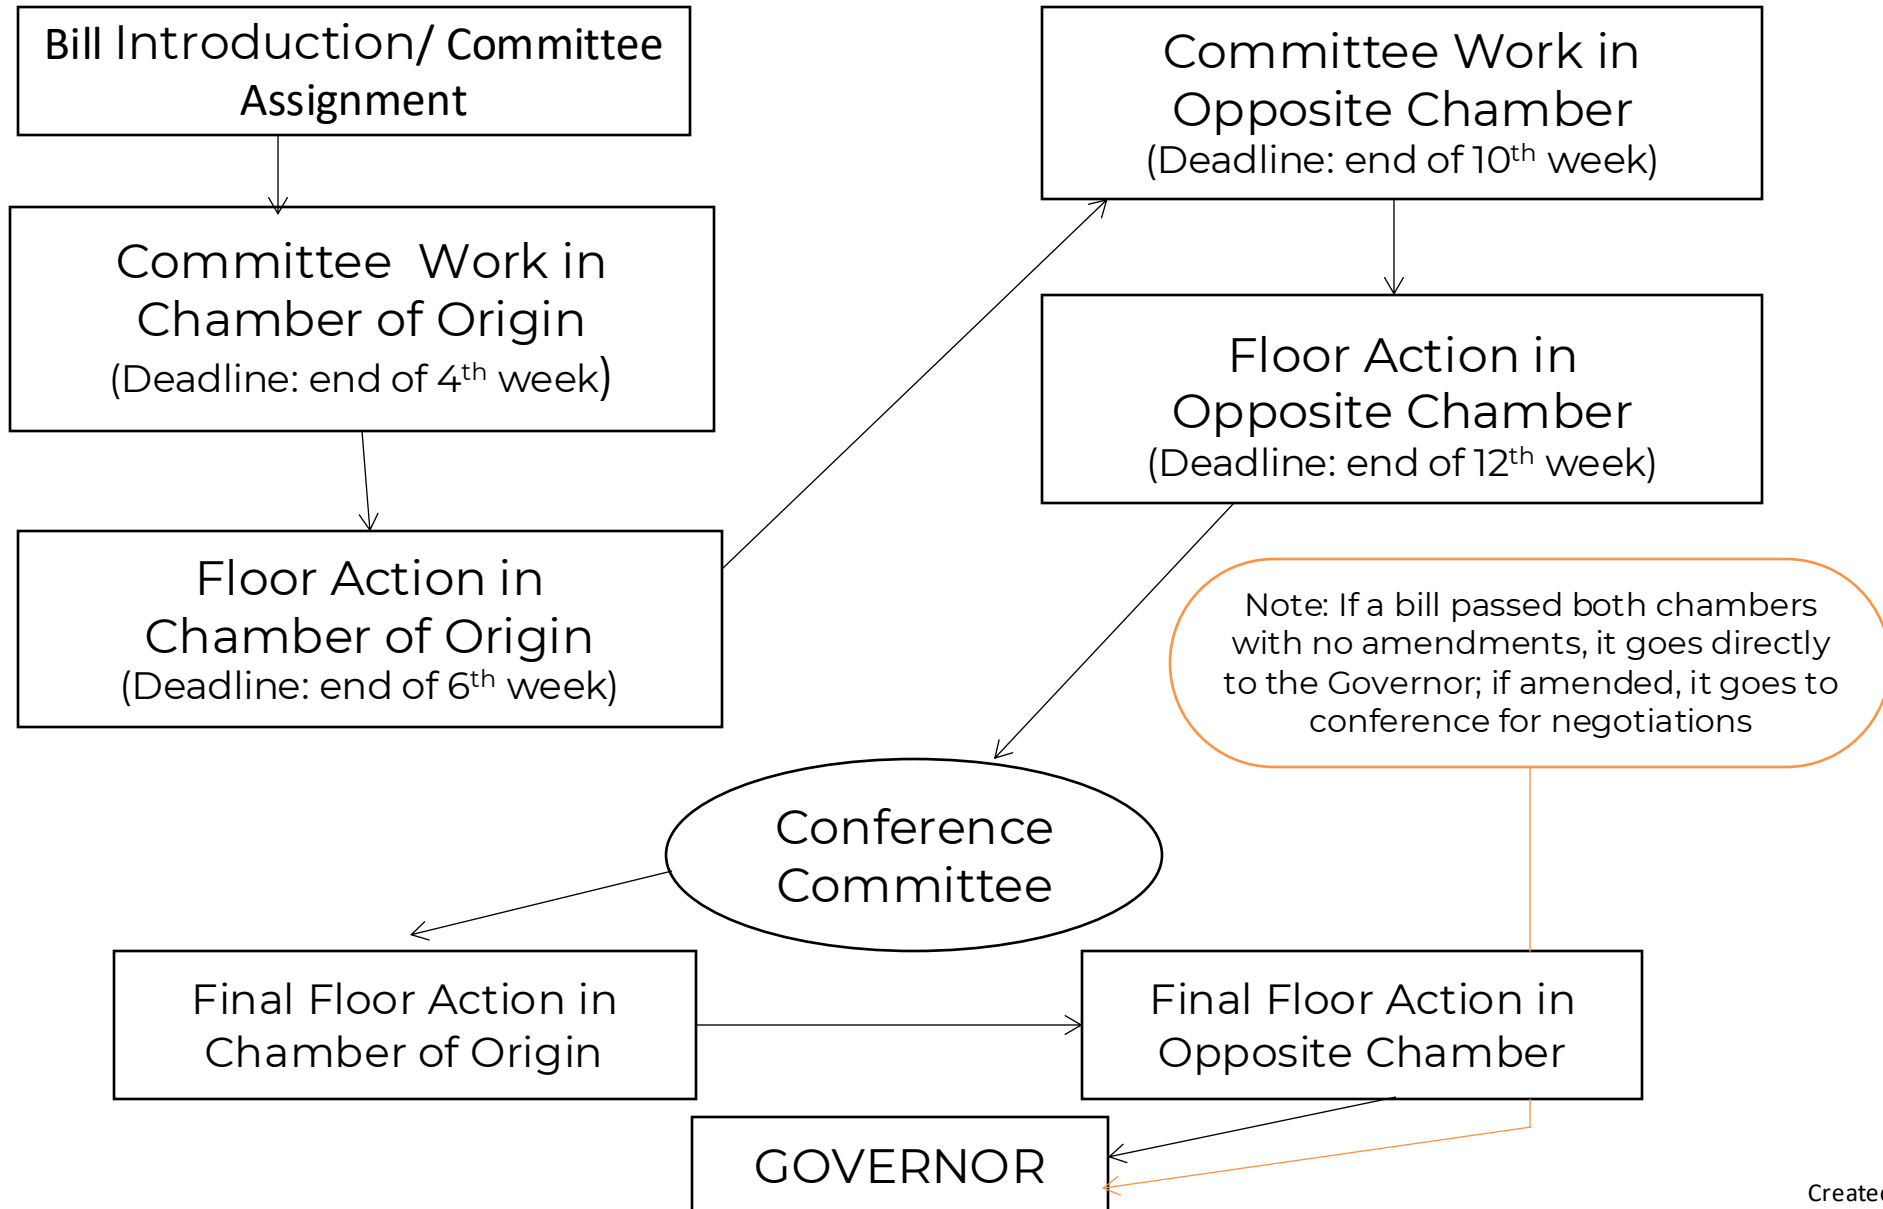 Bill Introduction/ Committee
Assignment
Committee Work in
Chamber of Origin
(Deadline: end of 4th week)
Floor Action in
Chamber of Origin
(Deadline: end of 6th week)
Committee Work in
Opposite Chamber
(Deadline: end of 10th week)
Floor Action in
Opposite Chamber
(Deadline: end of 12th week)
Note: If a bill passed both chambers
with no amendments, it goes directly
to the Governor; if amended, it goes to
conference for negotiations
Conference
Committee
Final Floor Action in
Chamber of Origin
Final Floor Action in
Opposite Chamber
GOVERNOR